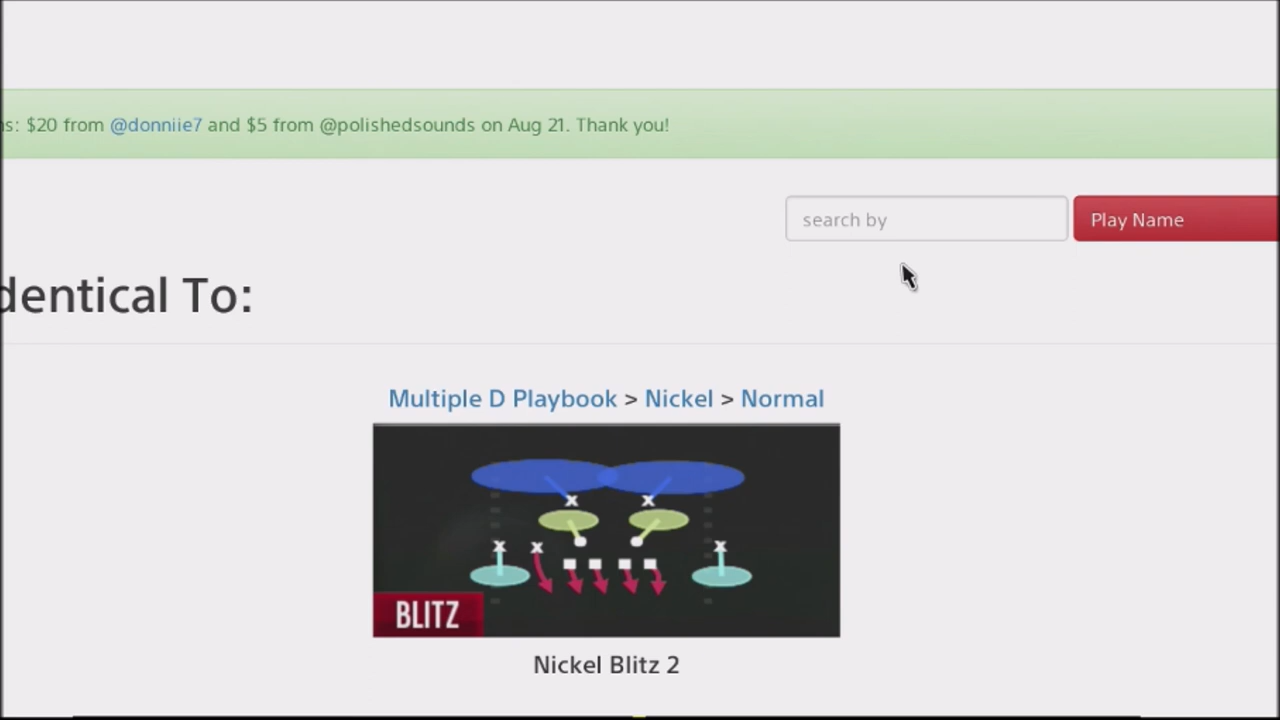 s: $20 from @donniie7 and $5 from @polishedsounds on Aug 21. Thank you!
search by
Play Name
dentical To:
Multiple D Playbook > Nickel > Normal
BLITZ
Nickel Blitz 2